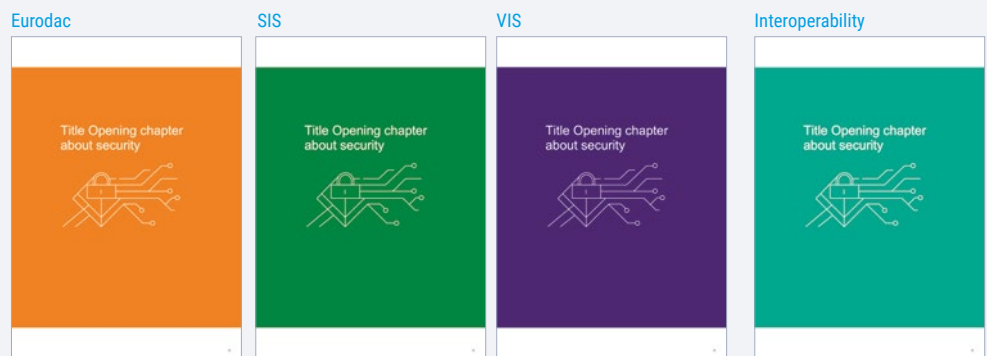 Eurodac
SIS
VIS
Interoperability
Title Opening chapter
about security
Title Opening chapter
about security
Title Opening chapter
about security
Title Opening chapter
about security